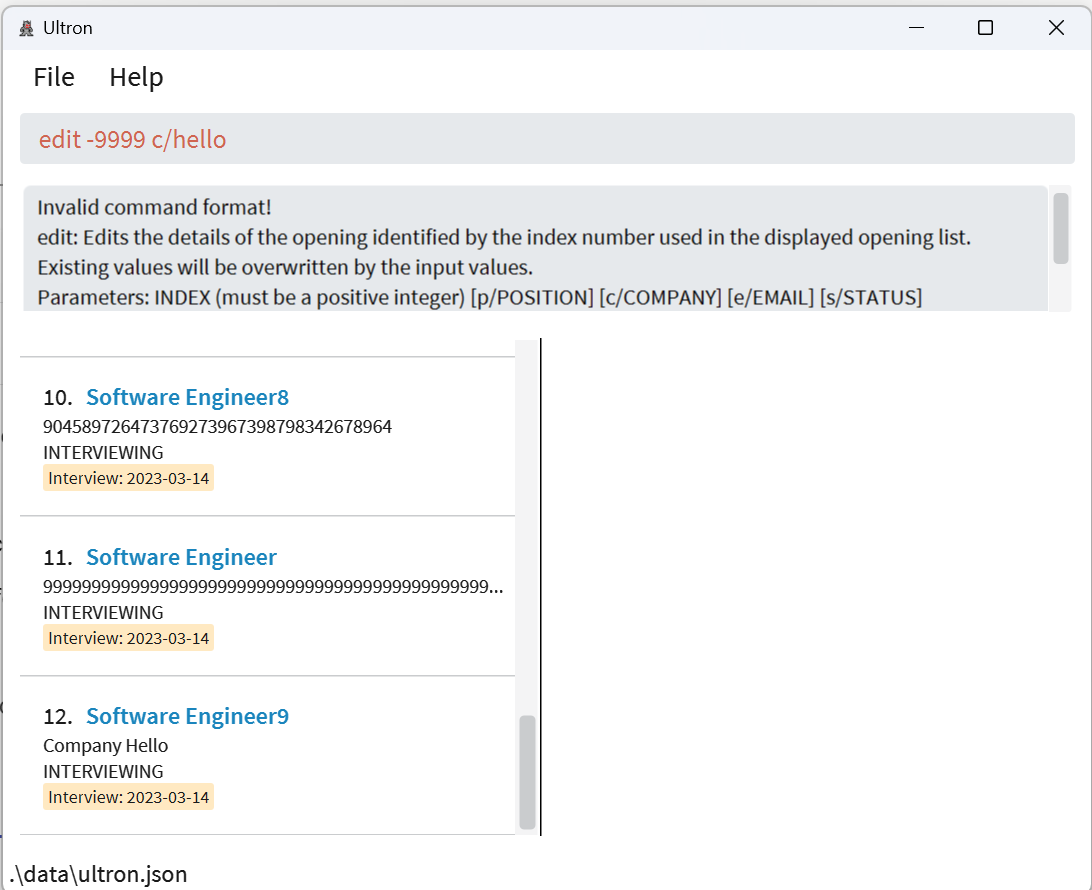 Ultron
File Help
edit -9999 c/hello
Invalid command format!
edit: Edits the details of the opening identified by the index number used in the displayed opening list.
Existing values will be overwritten by the input values.
Parameters: INDEX (must be a positive integer) [p/POSITION] [c/COMPANY] [e/EMAIL] [s/STATUS]
10. Software Engineer8
INTERVIEWING
Interview: 2023-03-14
11. Software Engineer
INTERVIEWING
Interview: 2023-03-14
12. Software Engineer9
Company Hello
INTERVIEWING
Interview: 2023-03-14
.\data\ultron.json